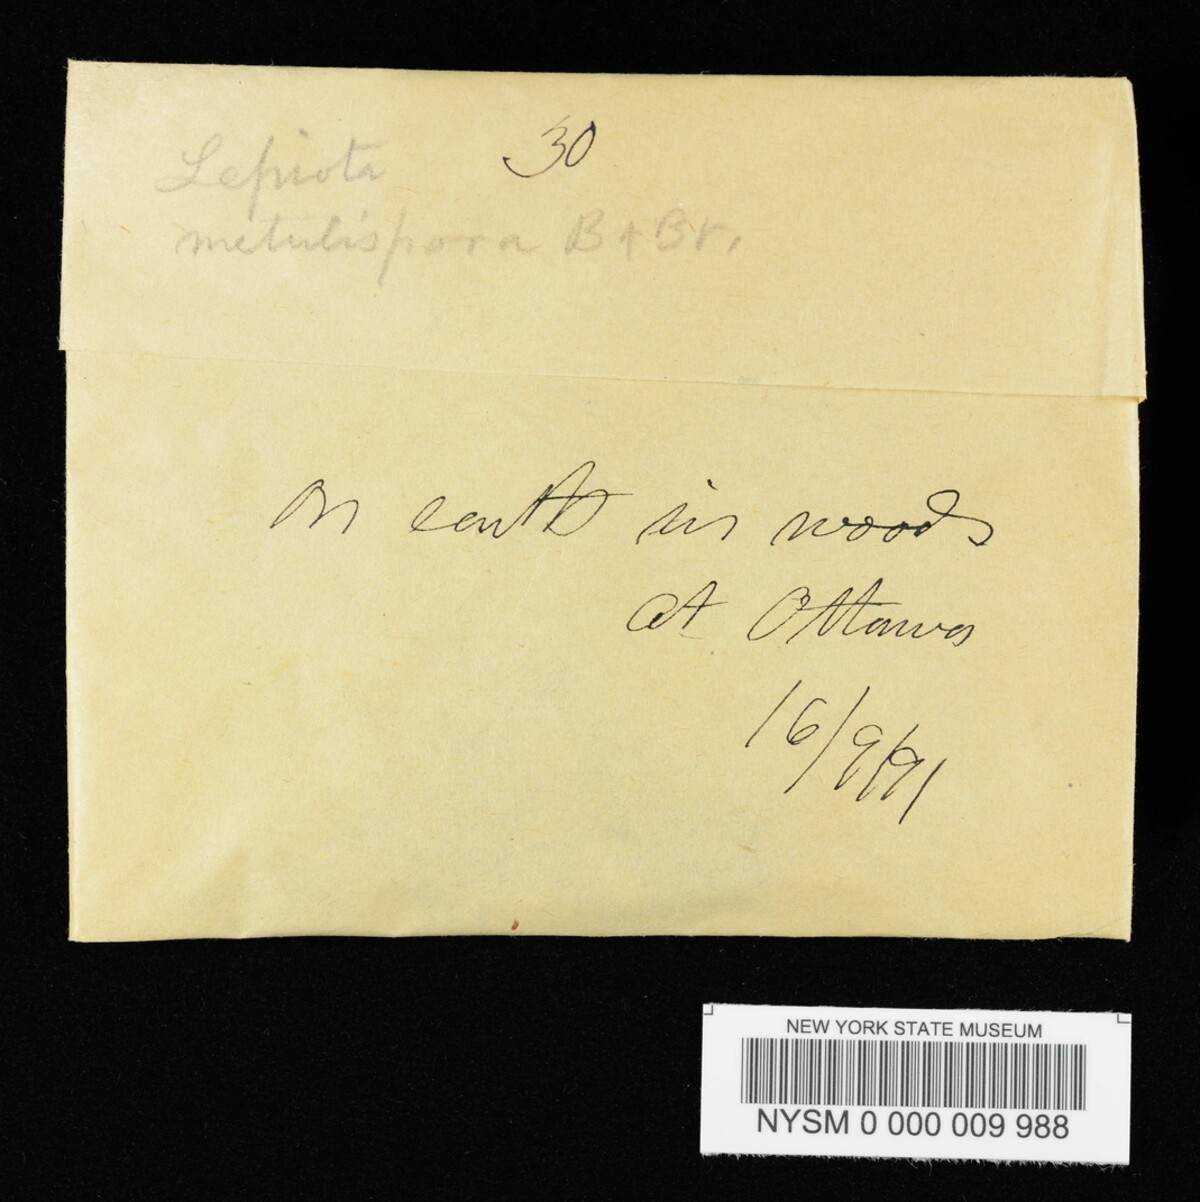 30
Lepiota
metulispora B + Br.
on earth in woods
at Ottawa
16/9/91
NEW YORK STATE MUSEUM
NYSM 0 000 009 988